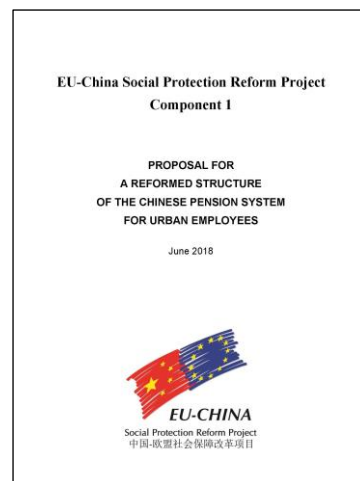 EU-China Social Protection Reform Project
Component 1
PROPOSAL FOR
A REFORMED STRUCTURE
OF THE CHINESE PENSION SYSTEM
FOR URBAN EMPLOYEES
June 2018
EU-CHINA
Social Protection Reform Project
中国-欧盟社会保障改革项目